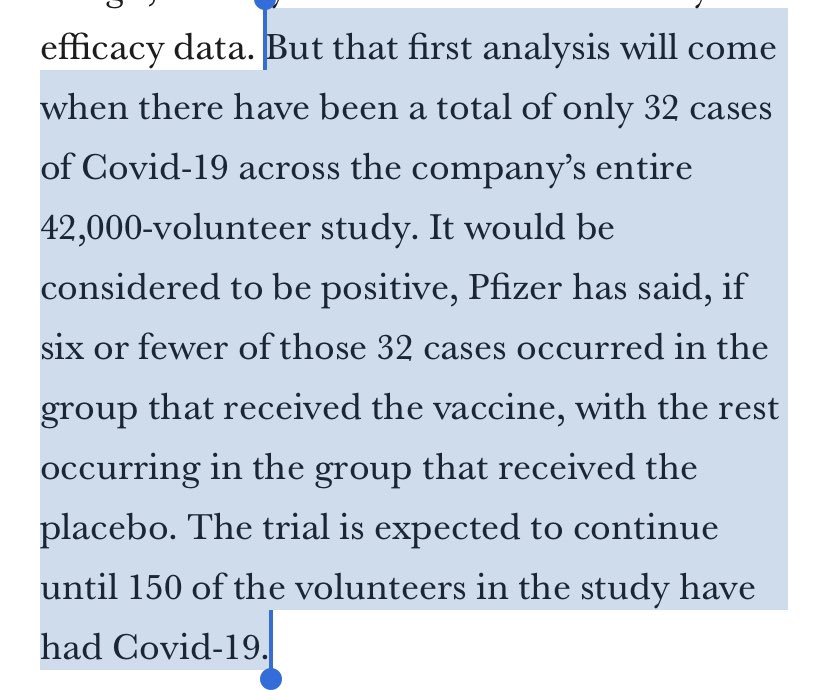 efficacy data. But that first analysis will come
when there have been a total of only 32 cases
of Covid-19 across the company’s entire
42,000-volunteer study. It would be
considered to be positive, Pfizer has said, if
six or fewer of those 32 cases occurred in the
group that received the vaccine, with the rest
occurring in the group that received the
placebo. The trial is expected to continue
until 150 of the volunteers in the study have
had Covid-19.